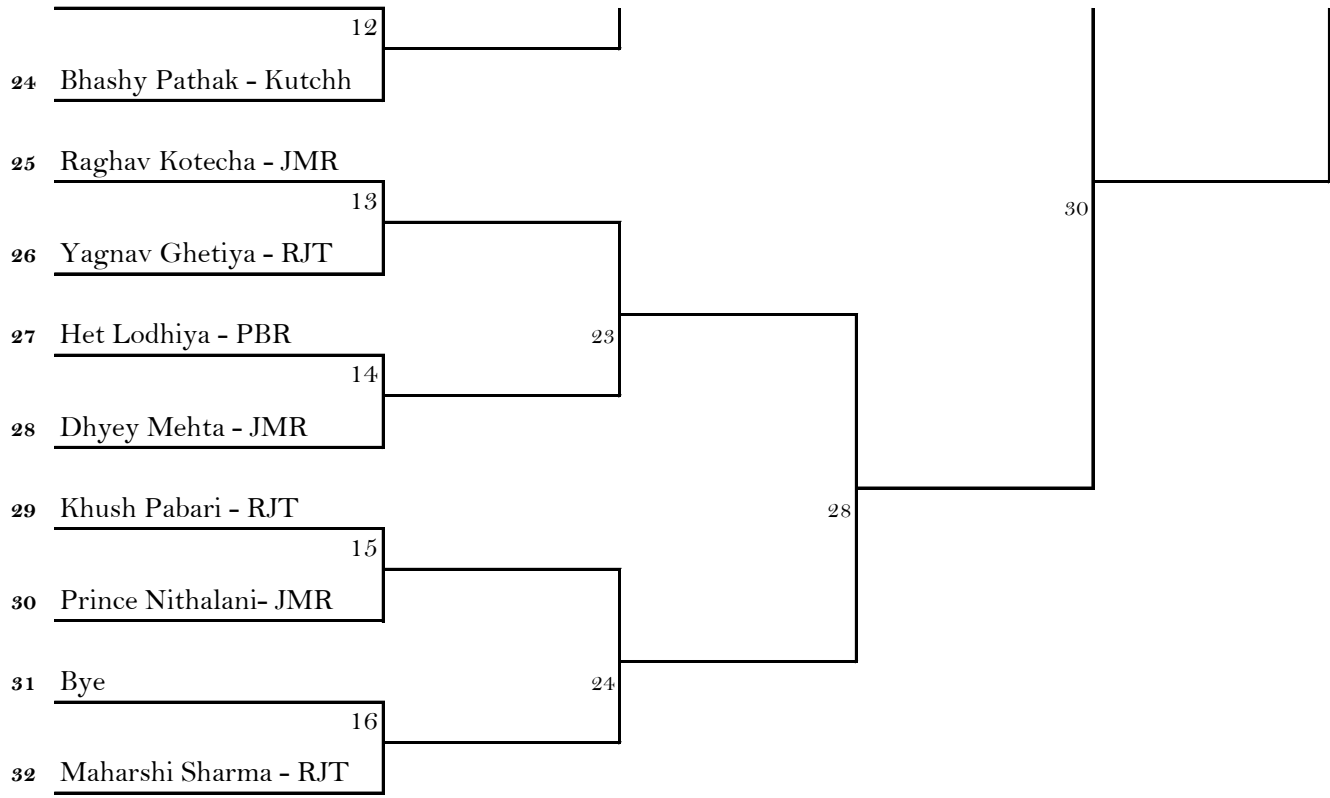 12
24 Bhashy Pathak - Kutchh
25 Raghav Kotecha - JMR
13
30
26 Yagnav Ghetiya - RJT
27 Het Lodhiya - PBR
23
14
28 Dhyey Mehta - JMR
29 Khush Pabari - RJT
28
15
30 Prince Nithalani- JMR
31 Bye
24
16
32 Maharshi Sharma - RJT